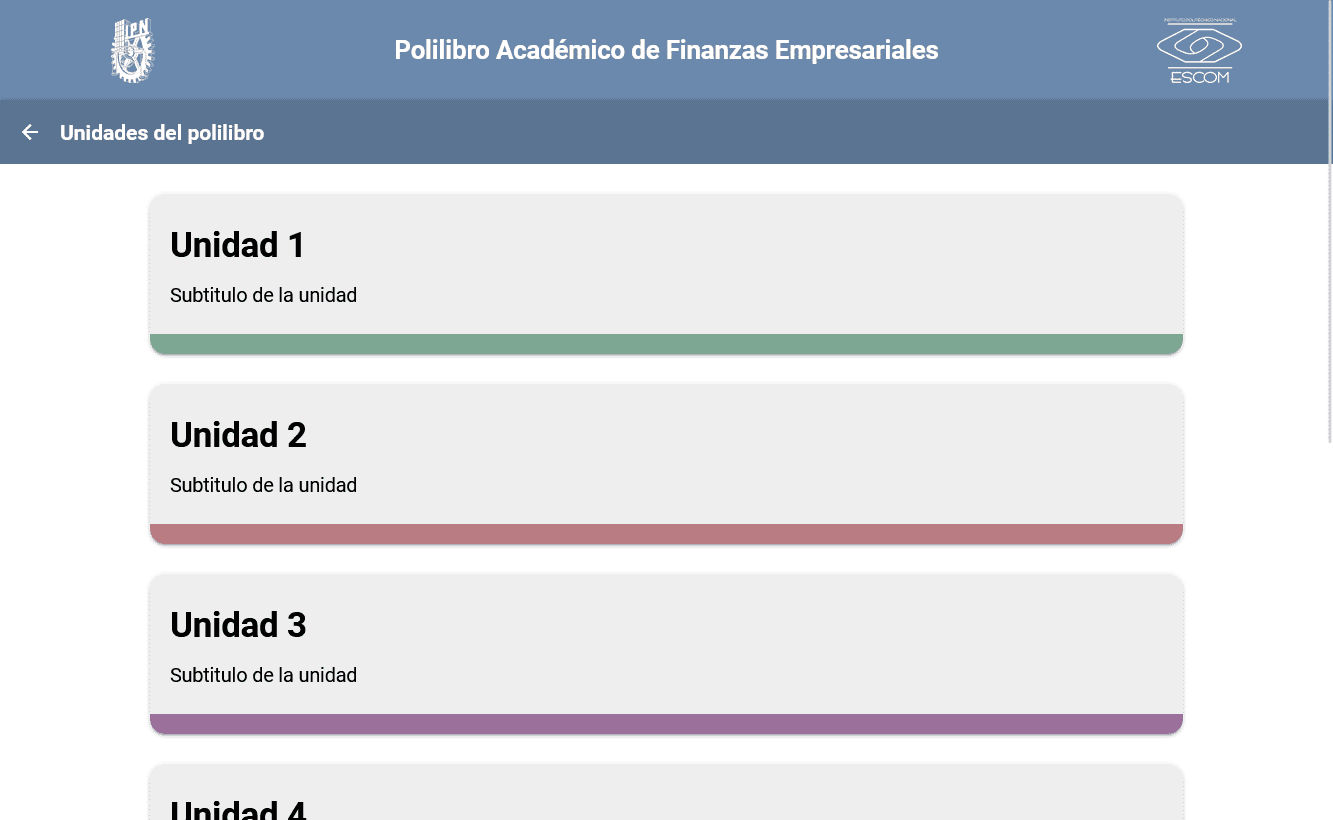 IPN
Polilibro Académico de Finanzas Empresariales
INSTITUTO POLITÉCNICO NACIONAL
ESCOM
Unidades del polilibro
Unidad 1
Subtitulo de la unidad
Unidad 2
Subtitulo de la unidad
Unidad 3
Subtitulo de la unidad
Unidad 4